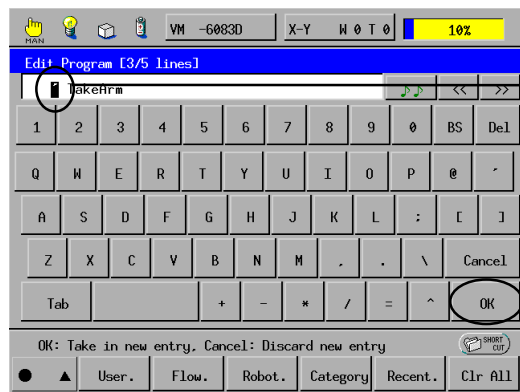 MAN VM -6083D X-Y W 0 T 0 10%
Edit Program [3/5 lines]
' TakeArm << >>
1 2 3 4 5 6 7 8 9 0 BS Del
Q W E R T Y U I O P @ ´
A S D F G H J K L ; [ ]
Z X C V B N M , . \ Cancel
Tab + - * / = ^ OK
OK: Take in new entry, Cancel: Discard new entry SHORT CUT
User. Flow. Robot. Category Recent. Clr All